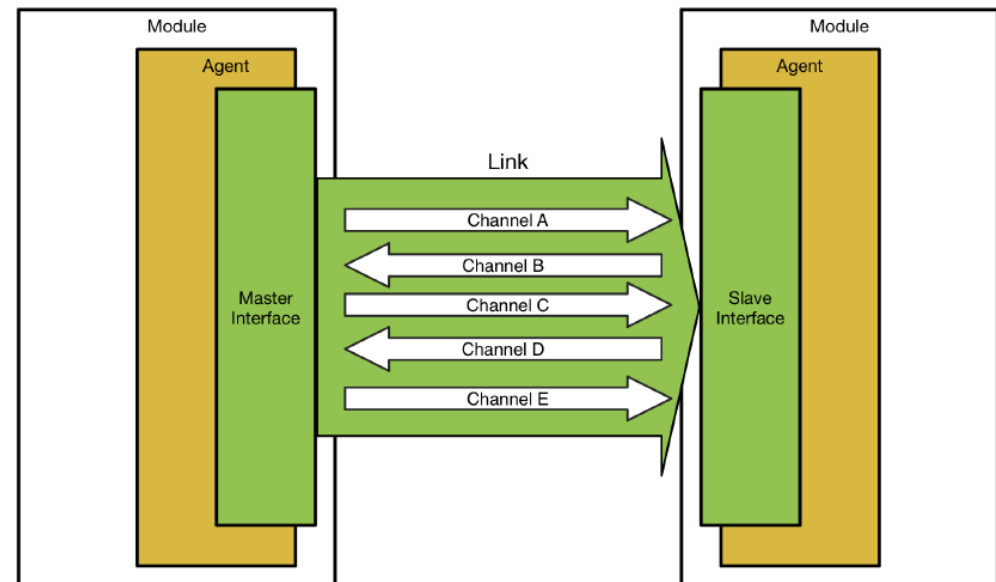 Module
Agent
Master
Interface
Link
Channel A
Channel B
Channel C
Channel D
Channel E
Module
Agent
Slave
Interface